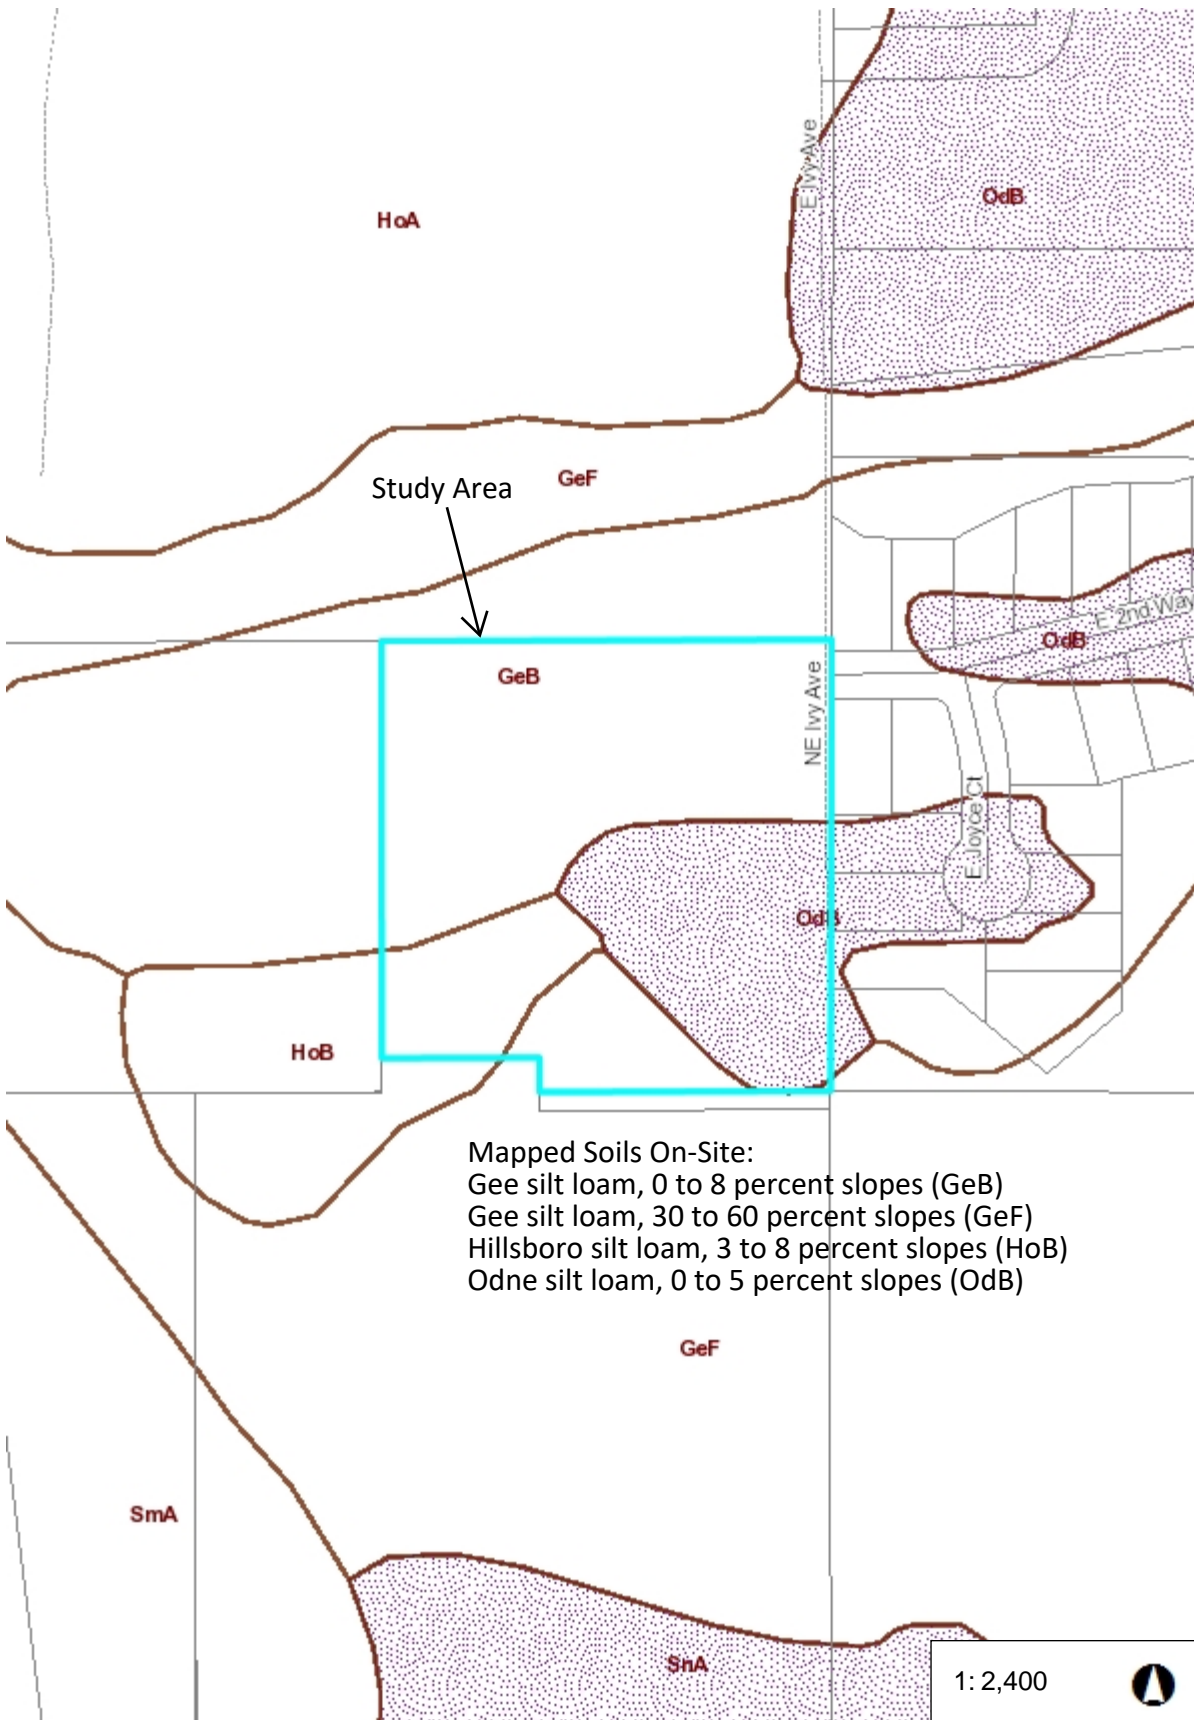 E Ivy Ave
OdB
HoA
GeF
Study Area
E 2nd Way
OdB
GeB
NE Ivy Ave
E Joyce Ct
OdB
HoB
Mapped Soils On-Site:
Gee silt loam, 0 to 8 percent slopes (GeB)
Gee silt loam, 30 to 60 percent slopes (GeF)
Hillsboro silt loam, 3 to 8 percent slopes (HoB)
Odne silt loam, 0 to 5 percent slopes (OdB)
GeF
SmA
SnA
1: 2,400